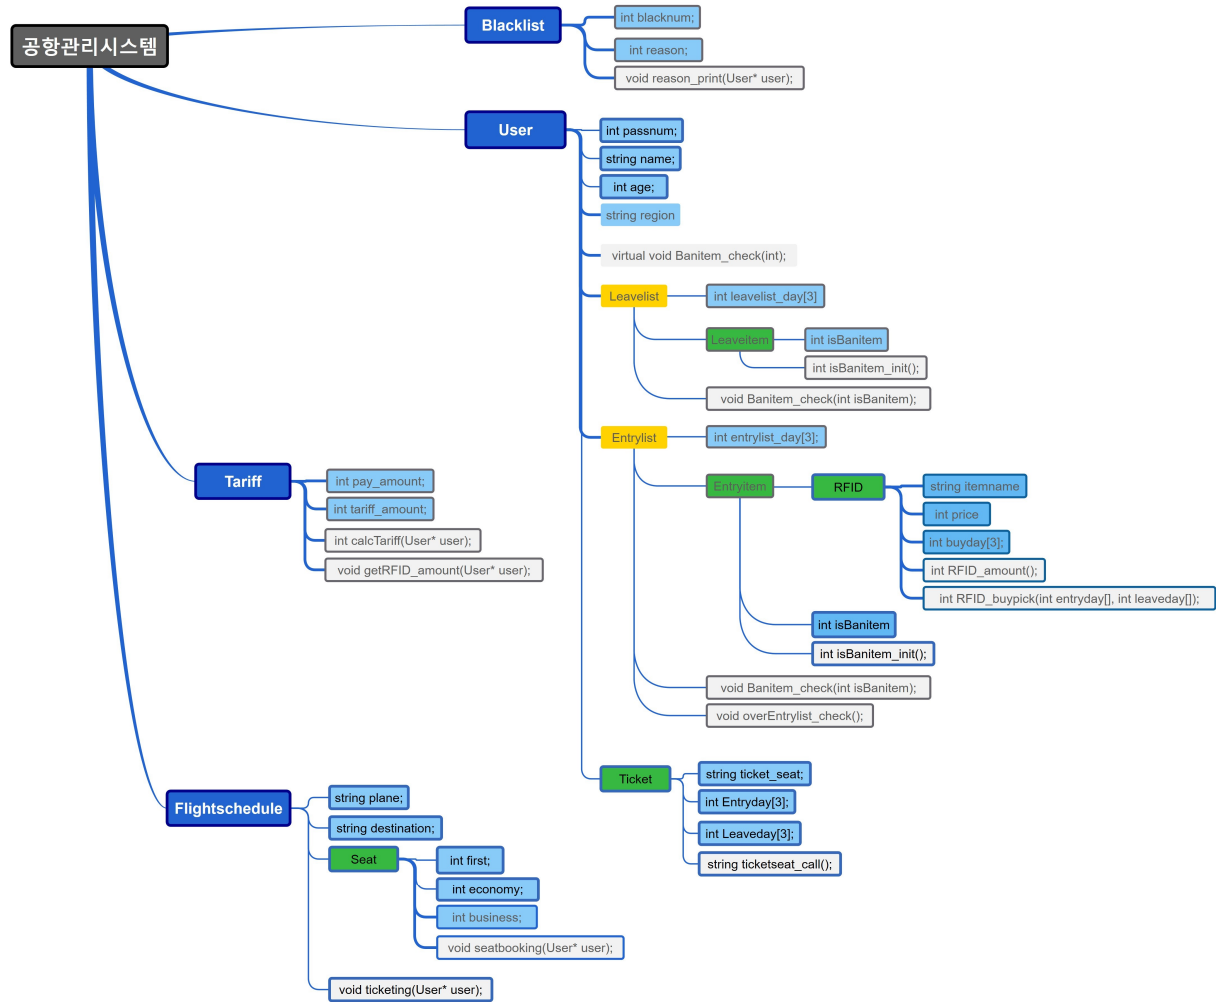 공항관리시스템
Blacklist
int blacknum;
int reason;
void reason_print(User* user);
User
int passnum;
string name;
int age;
string region
virtual void Banitem_check(int);
Leavelist
int leavelist_day[3]
Leaveitem
int isBanitem
int isBanitem_init();
void Banitem_check(int isBanitem);
Entrylist
int entrylist_day[3];
Entryitem
RFID
string itemname
int price
int buyday[3];
int RFID_amount();
int RFID_buypick(int entryday[], int leaveday[]);
int isBanitem
int isBanitem_init();
void Banitem_check(int isBanitem);
void overEntrylist_check();
Ticket
string ticket_seat;
int Entryday[3];
int Leaveday[3];
string ticketseat_call();
Tariff
int pay_amount;
int tariff_amount;
int calcTariff(User* user);
void getRFID_amount(User* user);
Flightschedule
string plane;
string destination;
Seat
int first;
int economy;
int business;
void seatbooking(User* user);
void ticketing(User* user);